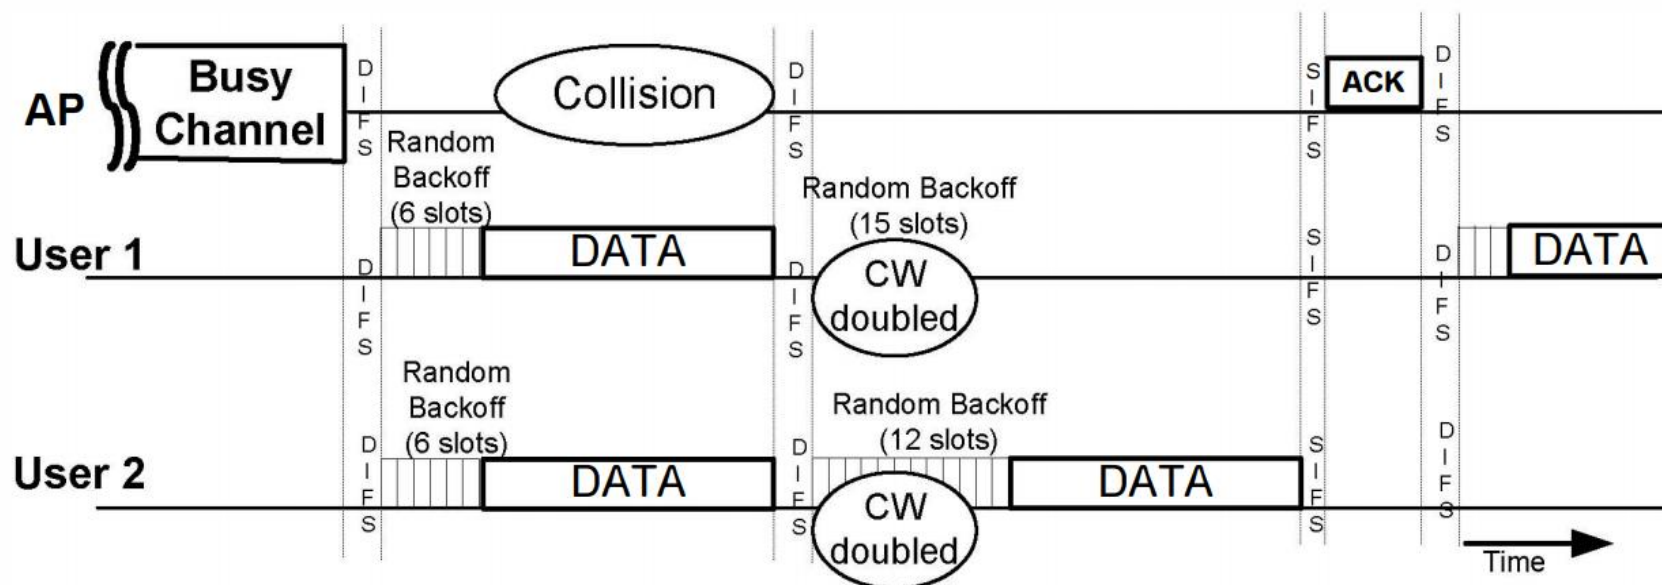 AP
Busy
Channel
DIFS
Random
Backoff
(6 slots)
Collision
DIFS
SIFS
ACK
DIFS
User 1
DIFS
DATA
DIFS
Random Backoff
(15 slots)
CW
doubled
SIFS
DIFS
DATA
User 2
DIFS
Random
Backoff
(6 slots)
DATA
DIFS
Random Backoff
(12 slots)
CW
doubled
DATA
SIFS
DIFS
Time